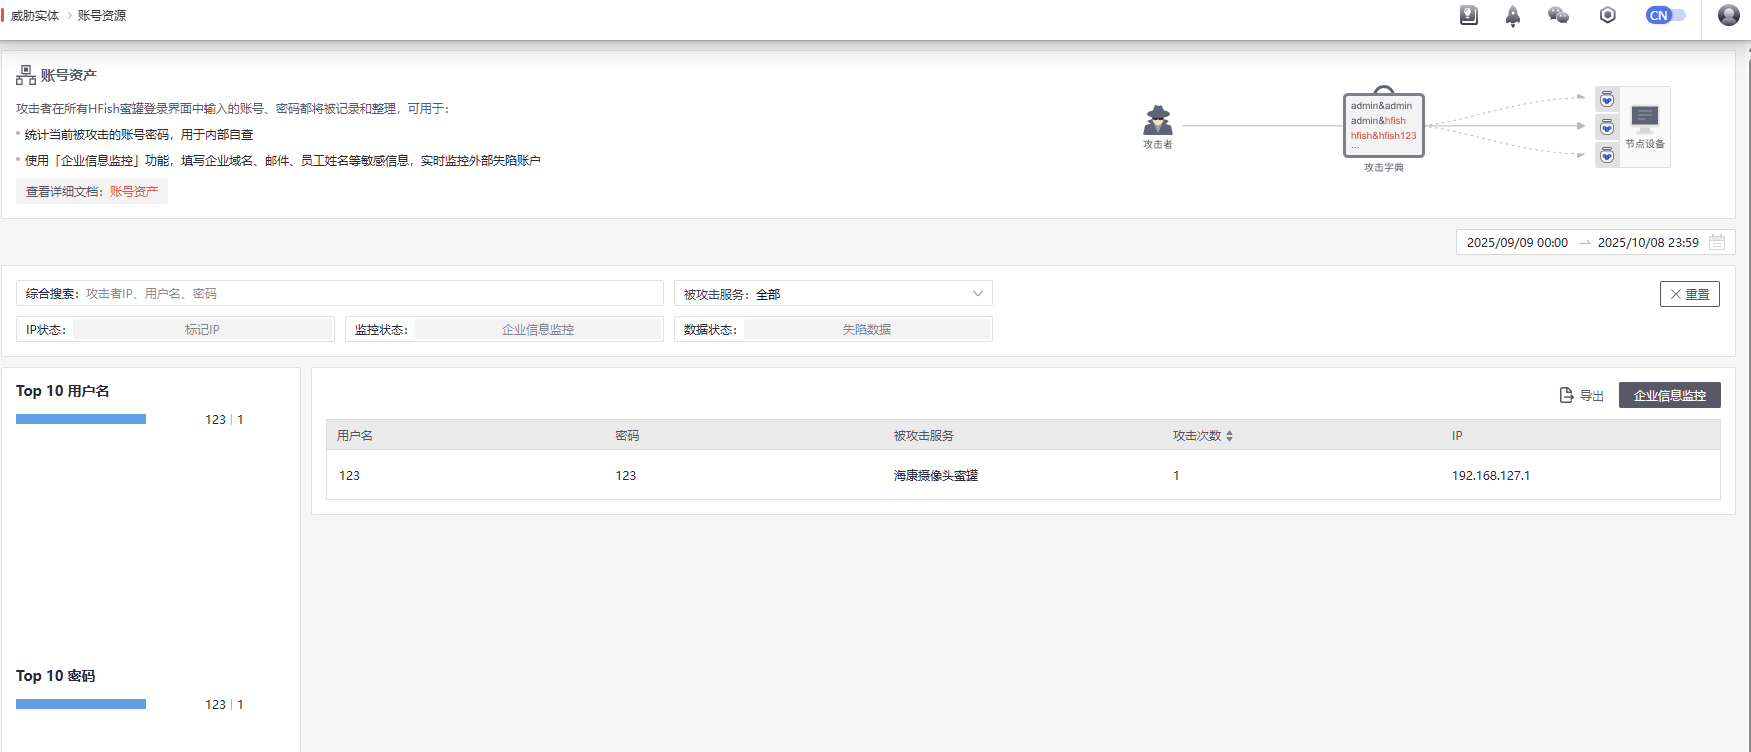 威胁实体 > 账号资源
CN
账号资产
攻击者在所有HFish蜜罐登录界面中输入的账号、密码都将被记录和整理，可用于：
统计当前被攻击的账号密码，用于内部自查
使用「企业信息监控」功能，填写企业域名、邮件、员工姓名等敏感信息，实时监控外部失陷账户
查看详细文档：账号资产
攻击者
admin&admin
admin&hfish
hfish&hfish123
...
攻击字典
节点设备
2025/09/09 00:00 → 2025/10/08 23:59
综合搜索：攻击者IP、用户名、密码
被攻击服务：全部
重置
IP状态：标记IP
监控状态：企业信息监控
数据状态：失陷数据
Top 10 用户名
123 | 1
Top 10 密码
123 | 1
导出
企业信息监控
用户名 密码 被攻击服务 攻击次数 IP
123 123 海康摄像头蜜罐 1 192.168.127.1